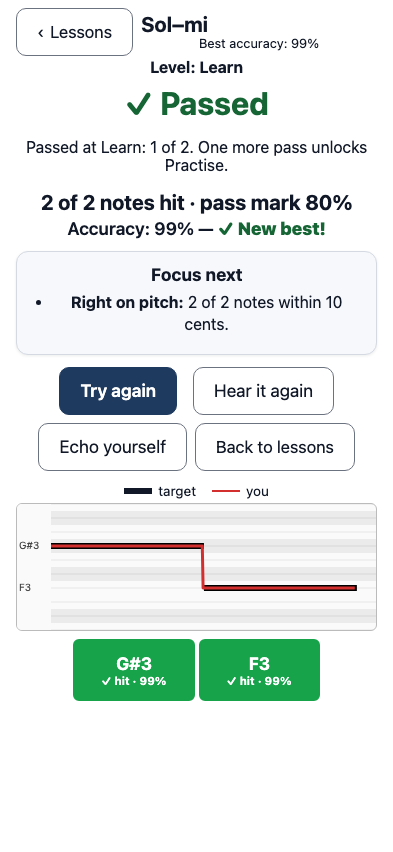 ‹ Lessons
Sol–mi
Best accuracy: 99%
Level: Learn
✓ Passed
Passed at Learn: 1 of 2. One more pass unlocks
Practise.
2 of 2 notes hit · pass mark 80%
Accuracy: 99% — ✓ New best!
Focus next
• Right on pitch: 2 of 2 notes within 10
cents.
Try again
Hear it again
Echo yourself
Back to lessons
target
you
G#3
F3
G#3
✓ hit · 99%
F3
✓ hit · 99%